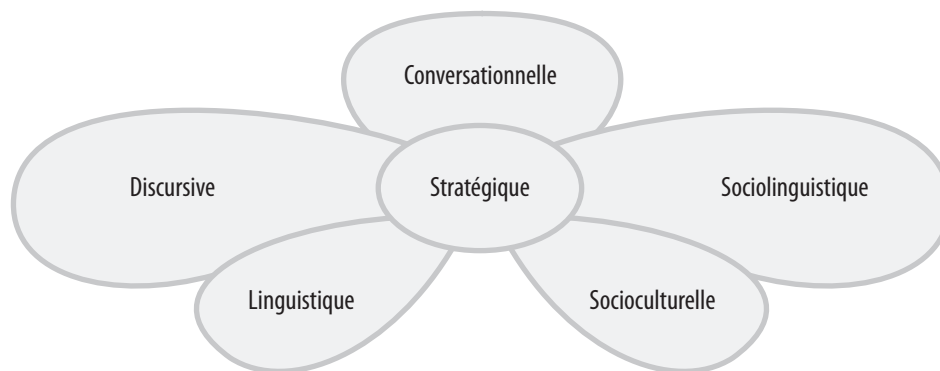 Conversationnelle
Discursive
Stratégique
Sociolinguistique
Linguistique
Socioculturelle